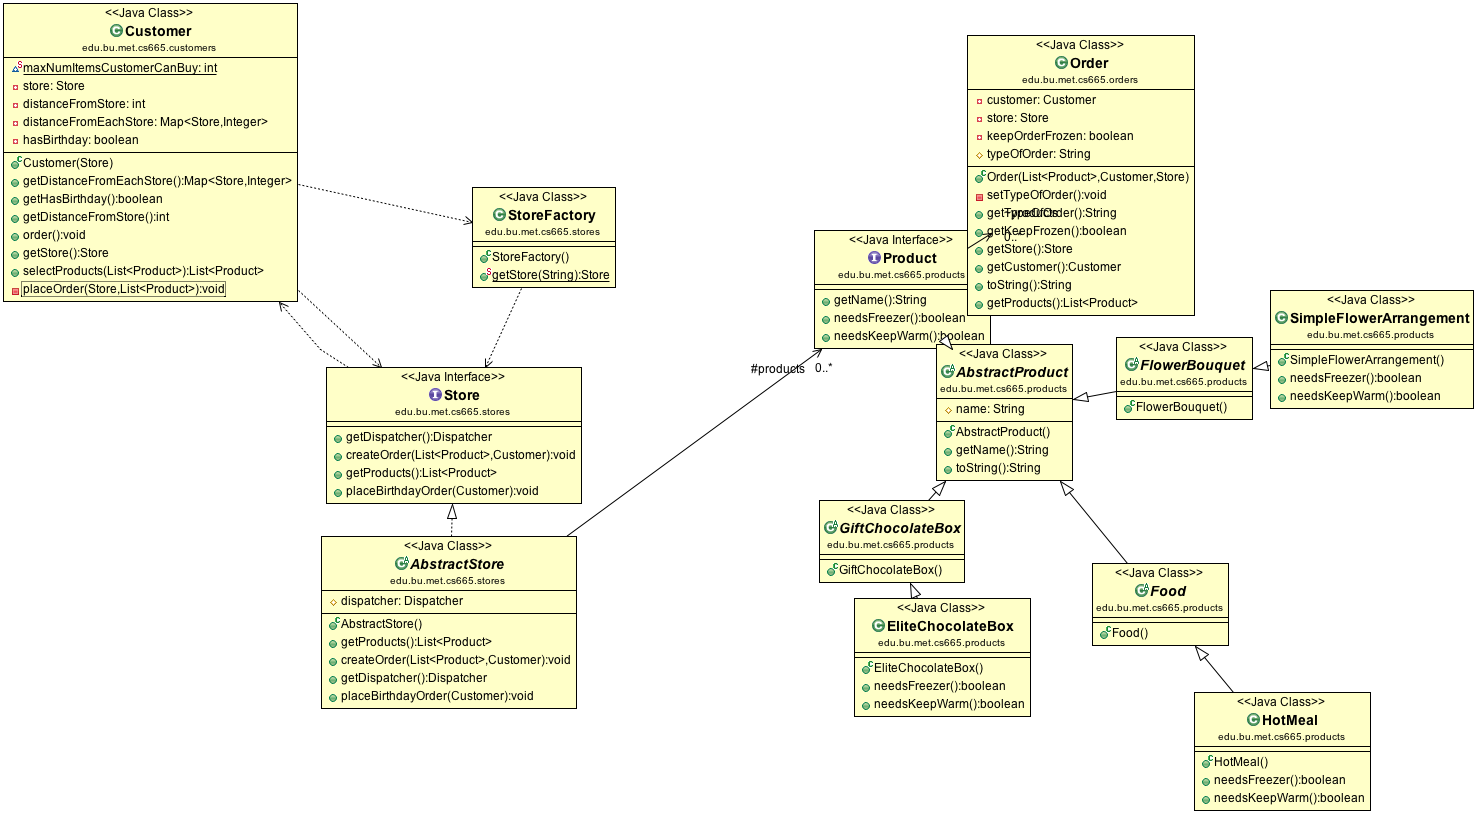 <<Java Class>>
Customer
edu.bu.met.cs665.customers
maxNumItemsCustomerCanBuy: int
store: Store
distanceFromStore: int
distanceFromEachStore: Map<Store,Integer>
hasBirthday: boolean
Customer(Store)
getDistanceFromEachStore():Map<Store,Integer>
getHasBirthday():boolean
getDistanceFromStore():int
order():void
getStore():Store
selectProducts(List<Product>):List<Product>
placeOrder(Store,List<Product>):void
<<Java Class>>
StoreFactory
edu.bu.met.cs665.stores
StoreFactory()
getStore(String):Store
<<Java Interface>>
Store
edu.bu.met.cs665.stores
getDispatcher():Dispatcher
createOrder(List<Product>,Customer):void
getProducts():List<Product>
placeBirthdayOrder(Customer):void
<<Java Class>>
AbstractStore
edu.bu.met.cs665.stores
dispatcher: Dispatcher
AbstractStore()
getProducts():List<Product>
createOrder(List<Product>,Customer):void
getDispatcher():Dispatcher
placeBirthdayOrder(Customer):void
#products
0..*
<<Java Interface>>
Product
edu.bu.met.cs665.products
getName():String
needsFreezer():boolean
needsKeepWarm():boolean
<<Java Class>>
Order
edu.bu.met.cs665.orders
customer: Customer
store: Store
keepOrderFrozen: boolean
typeOfOrder: String
Order(List<Product>,Customer,Store)
setTypeOfOrder():void
getTypeOfOrder():String
-products
getKeepFrozen():boolean
0..*
getStore():Store
getCustomer():Customer
toString():String
getProducts():List<Product>
<<Java Class>>
AbstractProduct
edu.bu.met.cs665.products
name: String
AbstractProduct()
getName():String
toString():String
<<Java Class>>
FlowerBouquet
edu.bu.met.cs665.products
FlowerBouquet()
<<Java Class>>
SimpleFlowerArrangement
edu.bu.met.cs665.products
SimpleFlowerArrangement()
needsFreezer():boolean
needsKeepWarm():boolean
<<Java Class>>
GiftChocolateBox
edu.bu.met.cs665.products
GiftChocolateBox()
<<Java Class>>
EliteChocolateBox
edu.bu.met.cs665.products
EliteChocolateBox()
needsFreezer():boolean
needsKeepWarm():boolean
<<Java Class>>
Food
edu.bu.met.cs665.products
Food()
<<Java Class>>
HotMeal
edu.bu.met.cs665.products
HotMeal()
needsFreezer():boolean
needsKeepWarm():boolean